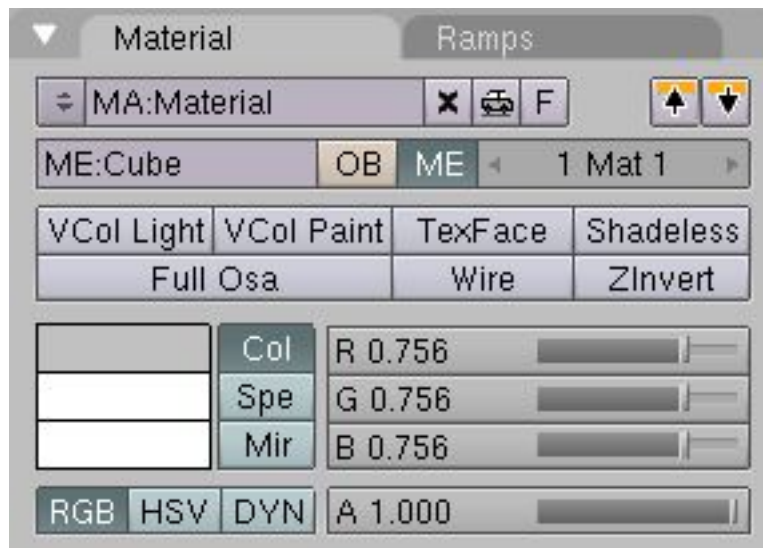 Material Ramps
MA:Material F
ME:Cube OB ME 1 Mat 1
VCol Light VCol Paint TexFace Shadeless
Full Osa Wire ZInvert
Col R 0.756
Spe G 0.756
Mir B 0.756
RGB HSV DYN A 1.000